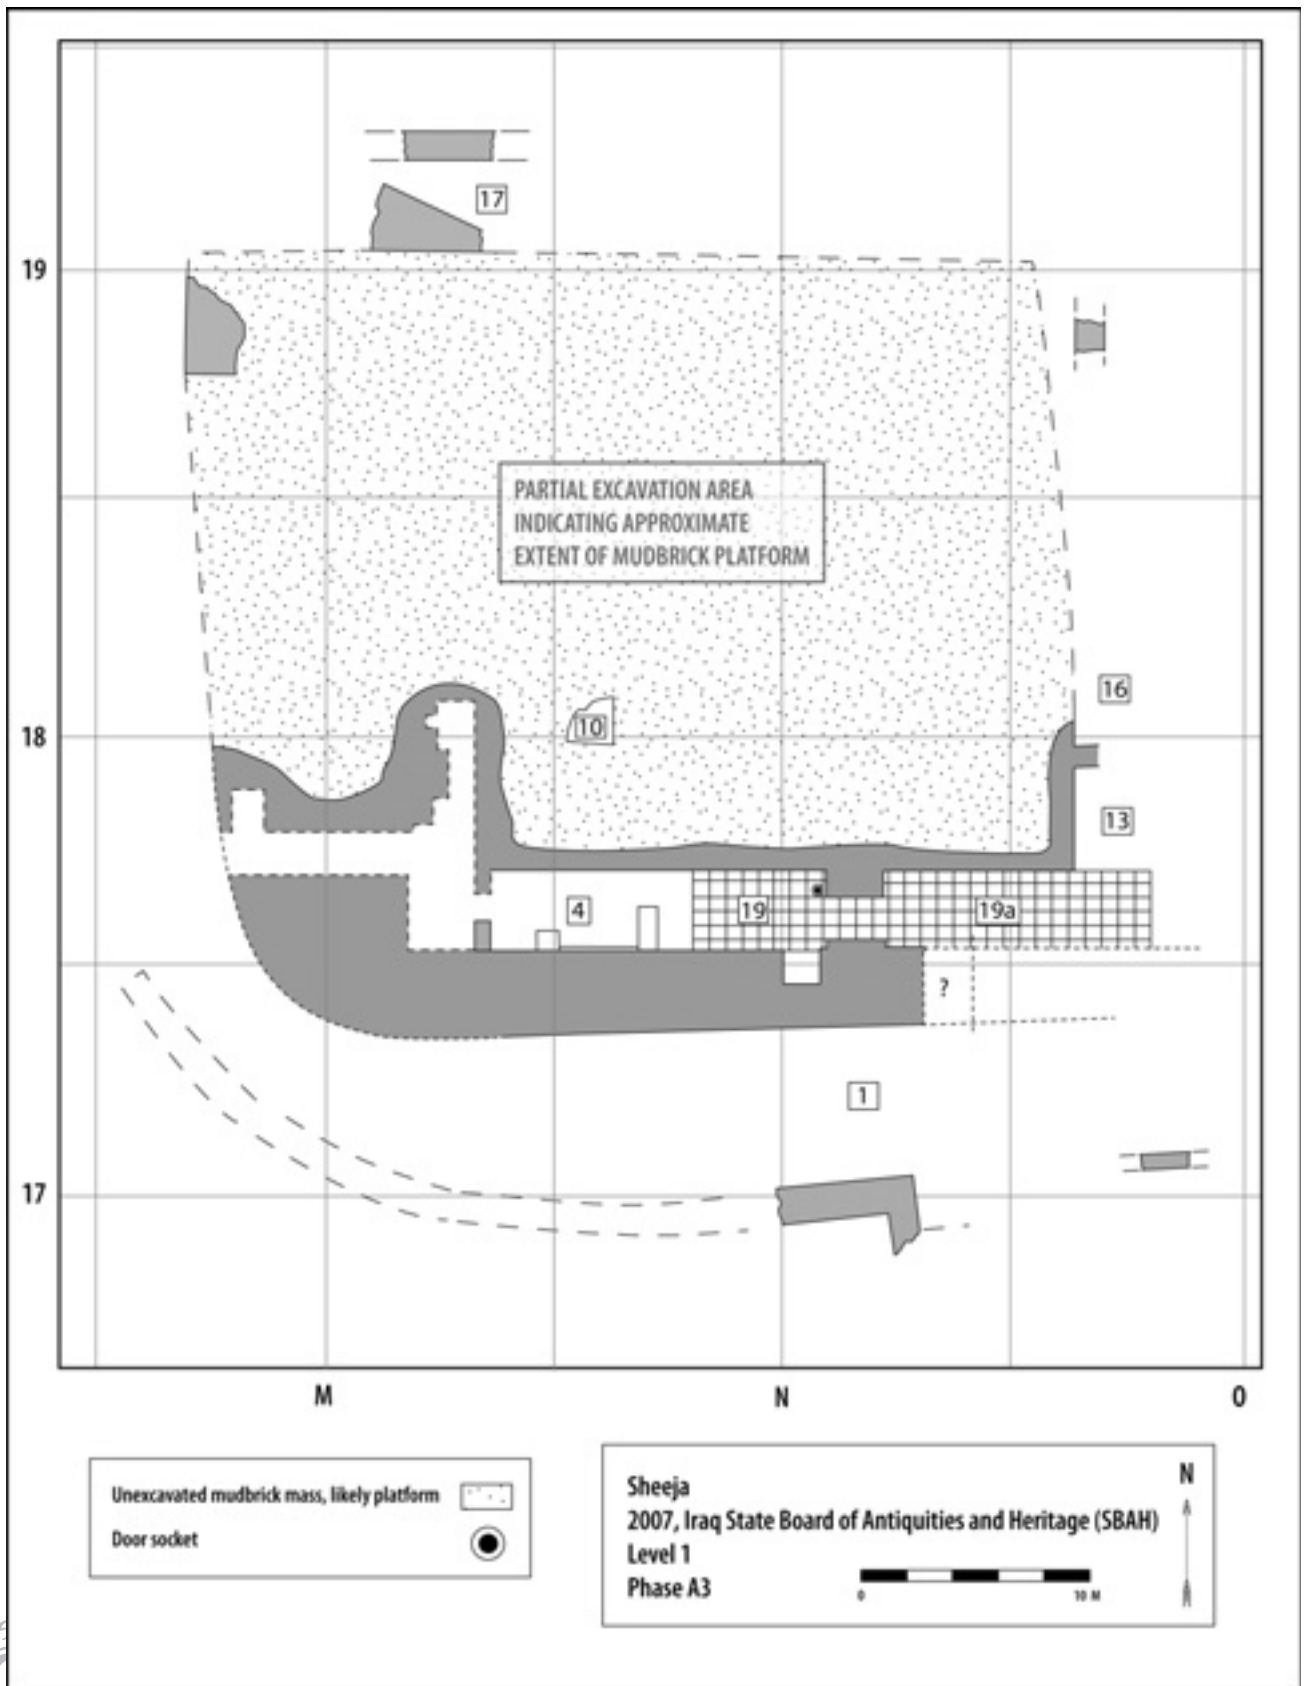 17
19
PARTIAL EXCAVATION AREA
INDICATING APPROXIMATE
EXTENT OF MUDBRICK PLATFORM
16
10
18
13
4
19
19a
?
1
17
M
N
O
Unexcavated mudbrick mass, likely platform
Door socket
Sheeja
2007, Iraq State Board of Antiquities and Heritage (SBAH)
Level 1
Phase A3
0
10 M
N